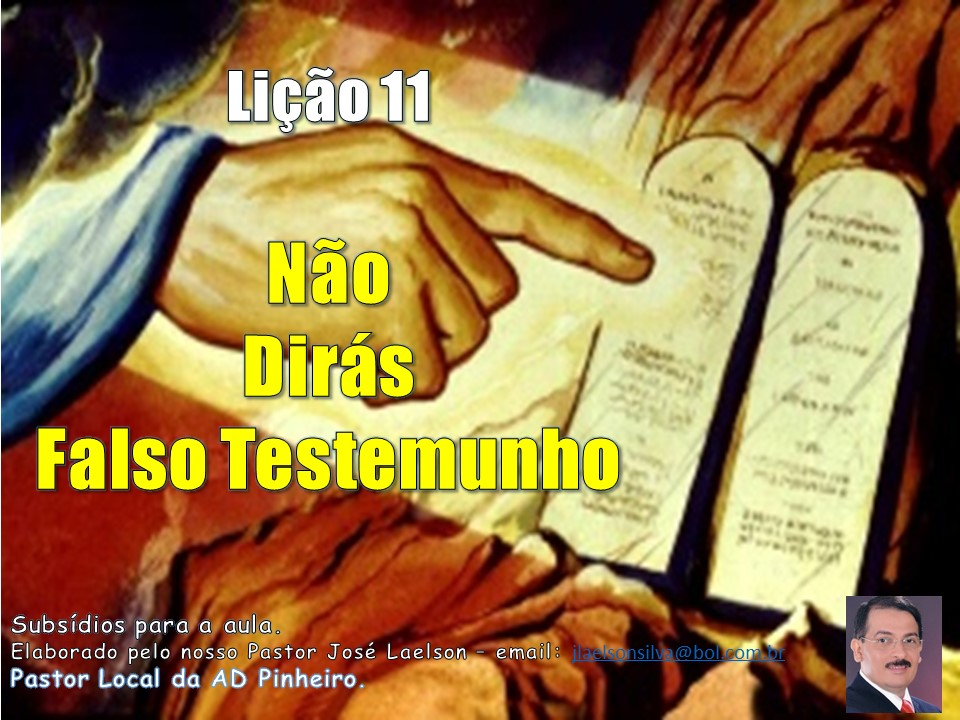 Lição 11
Não
Dirás
Falso Testemunho
Subsídios para a aula.
Elaborado pelo nosso Pastor José Laelson – email: jlaelsonsilva@bol.com.br
Pastor Local da AD Pinheiro.